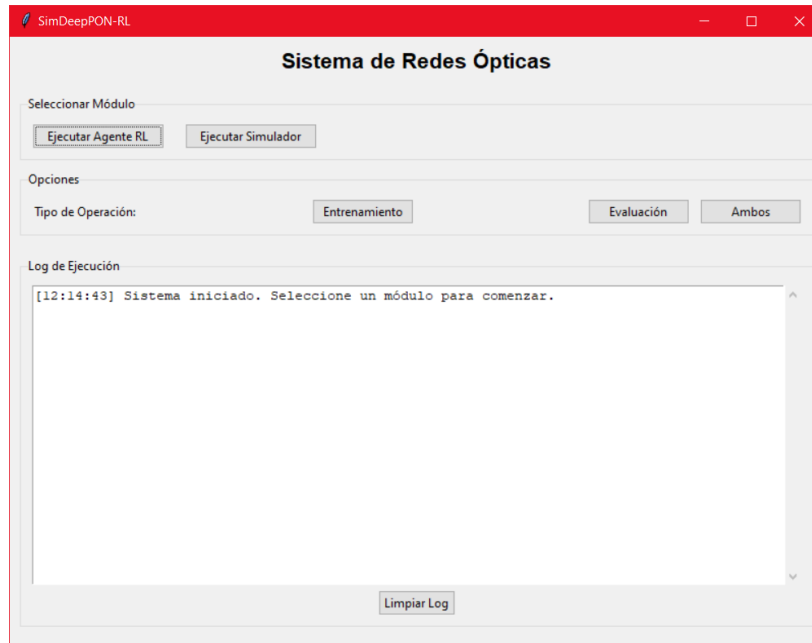 SimDeepPON-RL
Sistema de Redes Ópticas
Seleccionar Módulo
Ejecutar Agente RL Ejecutar Simulador
Opciones
Tipo de Operación: Entrenamiento Evaluación Ambos
Log de Ejecución
[12:14:43] Sistema iniciado. Seleccione un módulo para comenzar.
Limpiar Log